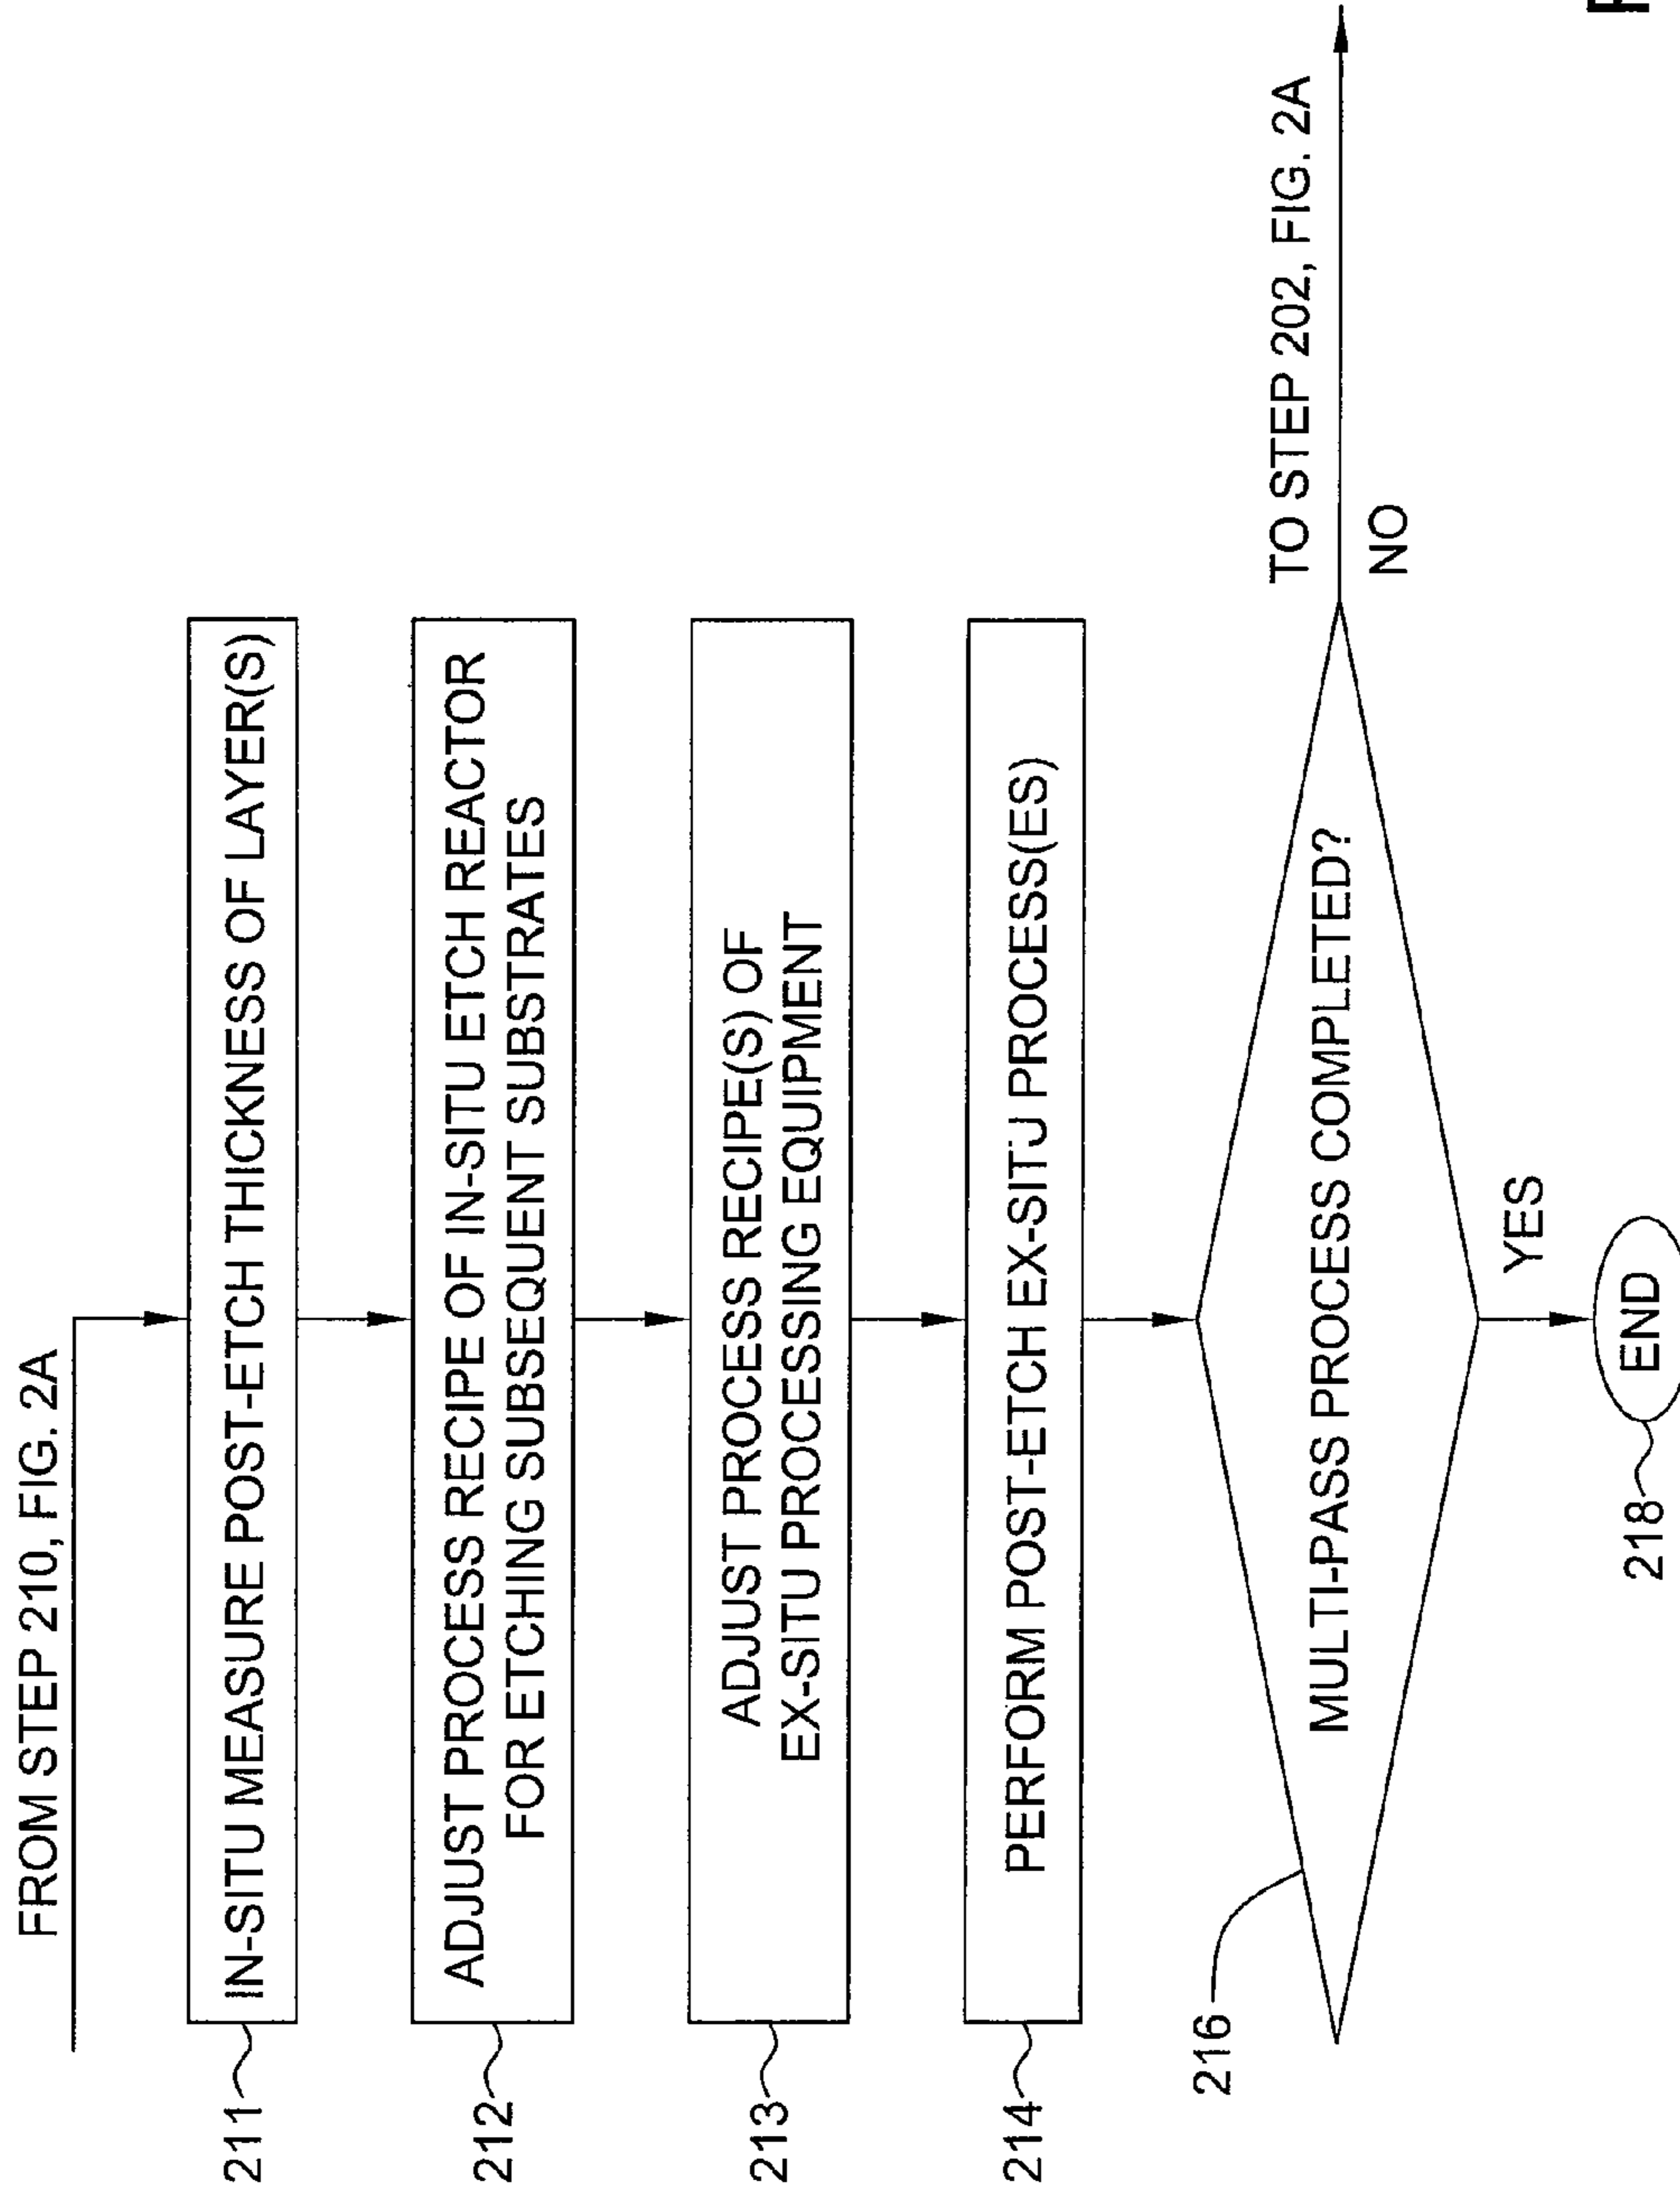 FROM STEP 210, FIG. 2A
211
IN-SITU MEASURE POST-ETCH THICKNESS OF LAYER(S)
212
ADJUST PROCESS RECIPE OF IN-SITU ETCH REACTOR
FOR ETCHING SUBSEQUENT SUBSTRATES
213
ADJUST PROCESS RECIPE(S) OF
EX-SITU PROCESSING EQUIPMENT
214
PERFORM POST-ETCH EX-SITU PROCESS(ES)
216
MULTI-PASS PROCESS COMPLETED?
TO STEP 202, FIG. 2A
NO
YES
218
END